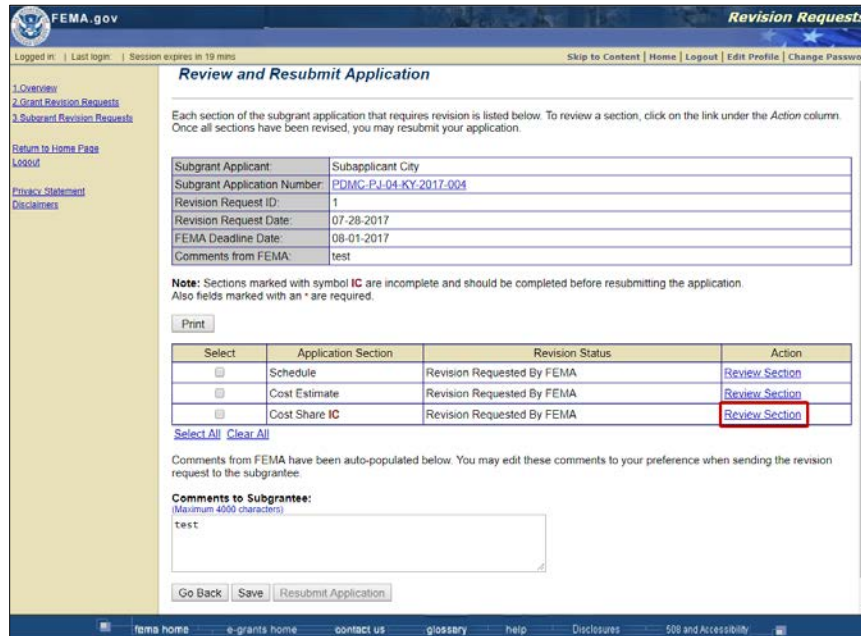 FEMA.gov
Revision Requests
Logged in: | Last login: | Session expires in 19 mins
Skip to Content | Home | Logout | Edit Profile | Change Passwo
1.Overview
2.Grant Revision Requests
3.Subgrant Revision Requests
Return to Home Page
Logout
Privacy Statement
Disclaimers
Review and Resubmit Application
Each section of the subgrant application that requires revision is listed below. To review a section, click on the link under the Action column.
Once all sections have been revised, you may resubmit your application.
Subgrant Applicant: Subapplicant City
Subgrant Application Number: PDMC-PJ-04-KY-2017-004
Revision Request ID: 1
Revision Request Date: 07-28-2017
FEMA Deadline Date: 08-01-2017
Comments from FEMA: test
Note: Sections marked with symbol IC are incomplete and should be completed before resubmitting the application.
Also fields marked with an * are required.
Print
Select Application Section Revision Status Action
Schedule Revision Requested By FEMA Review Section
Cost Estimate Revision Requested By FEMA Review Section
Cost Share IC Revision Requested By FEMA Review Section
Select All Clear All
Comments from FEMA have been auto-populated below. You may edit these comments to your preference when sending the revision
request to the subgrantee.
Comments to Subgrantee:
(Maximum 4000 characters)
test
Go Back Save Resubmit Application
fema home e-grants home contact us glossary help Disclosures 508 and Accessibility